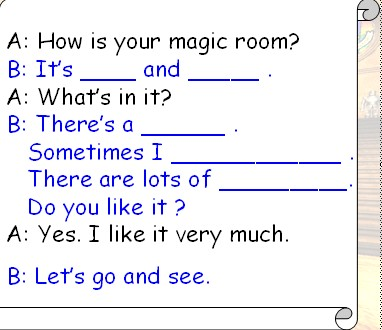 A: How is your magic room?
B: It's ____ and _____ .
A: What's in it?
B: There's a ______ .
Sometimes I ____________ .
There are lots of _________.
Do you like it ?
A: Yes. I like it very much.
B: Let's go and see.